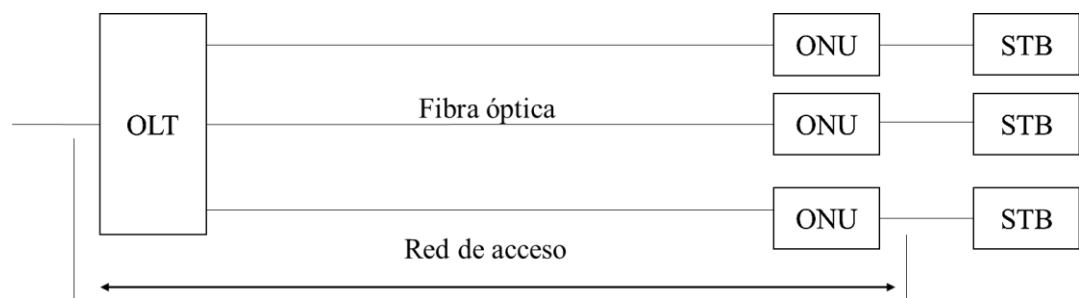 ONU STB
OLT Fibra óptica ONU STB
ONU STB
Red de acceso